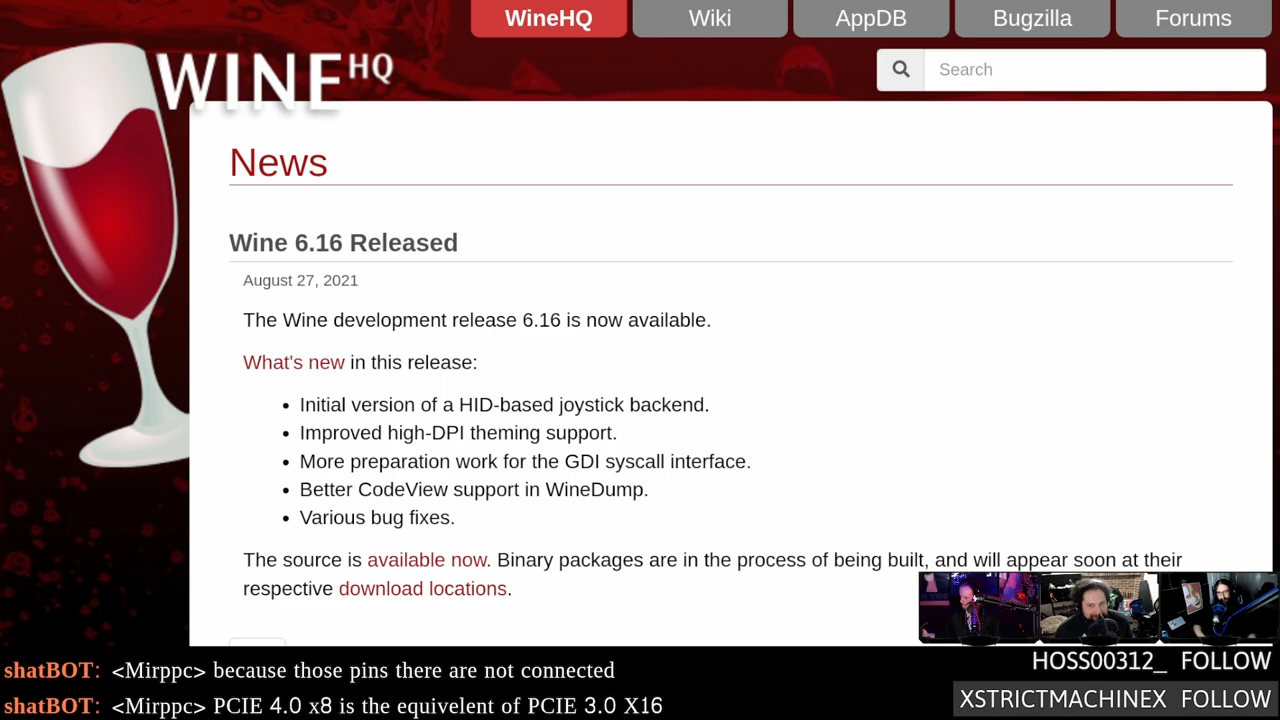 WineHQ
Wiki
AppDB
Bugzilla
Forums
WINEHQ
Search
News
Wine 6.16 Released
August 27, 2021
The Wine development release 6.16 is now available.
What's new in this release:
• Initial version of a HID-based joystick backend.
• Improved high-DPI theming support.
• More preparation work for the GDI syscall interface.
• Better CodeView support in WineDump.
• Various bug fixes.
The source is available now. Binary packages are in the process of being built, and will appear soon at their
respective download locations.
shatBOT: <Mirppc> because those pins there are not connected
shatBOT: <Mirppc> PCIE 4.0 x8 is the equivelent of PCIE 3.0 X16
HOSS00312_ FOLLOW
XSTRICTMACHINEX FOLLOW